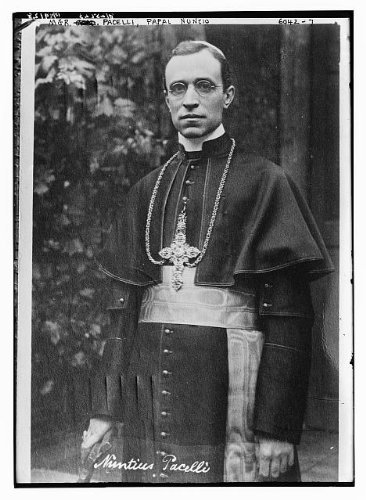 MGR PACELLI, PAPAL NUNCIO 6042-7
Nuntius Pacelli